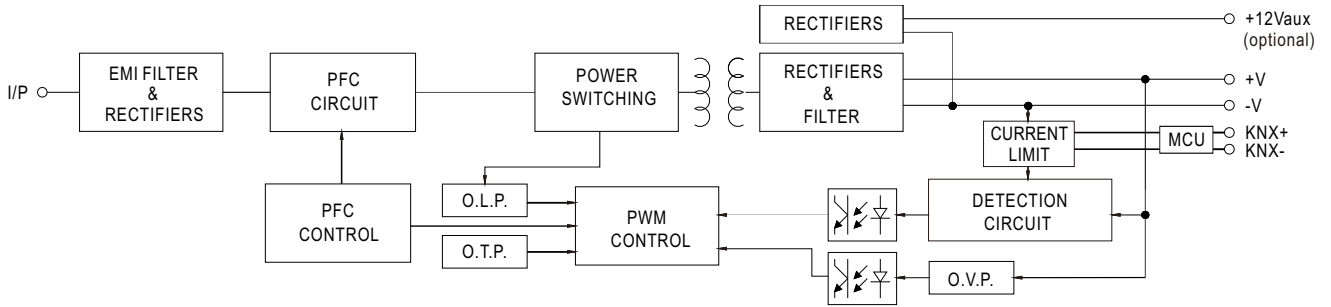 RECTIFIERS
+12Vaux
(optional)
I/P
EMI FILTER
&
RECTIFIERS
PFC
CIRCUIT
POWER
SWITCHING
RECTIFIERS
&
FILTER
+V
-V
CURRENT
LIMIT
MCU
KNX+
KNX-
PFC
CONTROL
O.L.P.
O.T.P.
PWM
CONTROL
DETECTION
CIRCUIT
O.V.P.